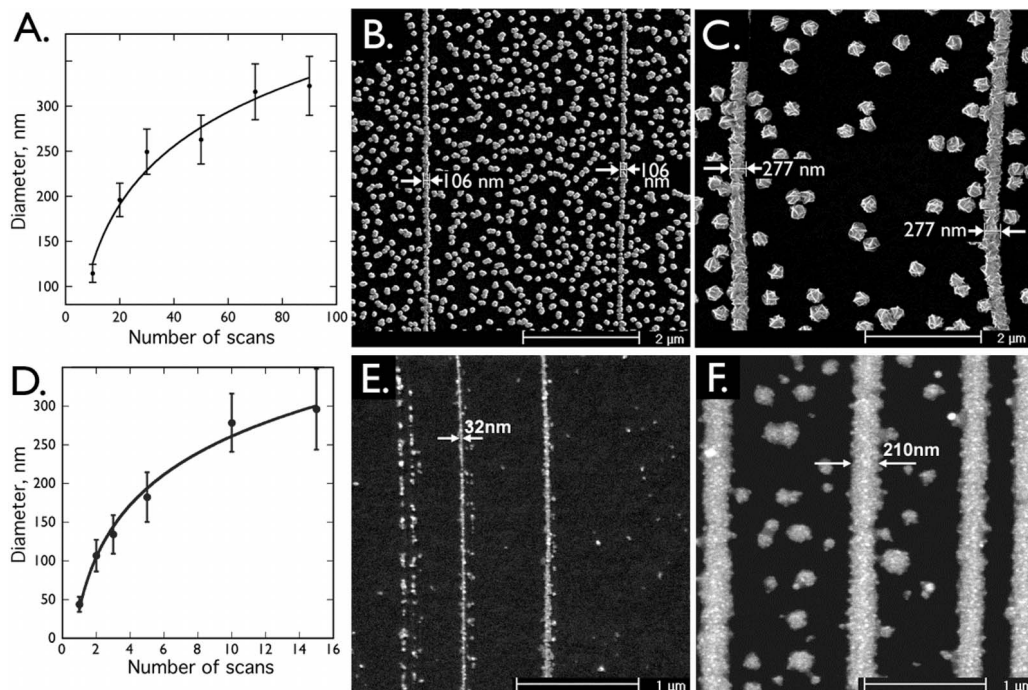 A.
Diameter, nm
300
250
200
150
100
0 20 40 60 80 100
Number of scans
B.
106 nm
106
nm
2 μm
C.
277 nm
277 nm
2 μm
D.
Diameter, nm
300
250
200
150
100
50
0
0 2 4 6 8 10 12 14 16
Number of scans
E.
32nm
1 μm
F.
210nm
1 μm